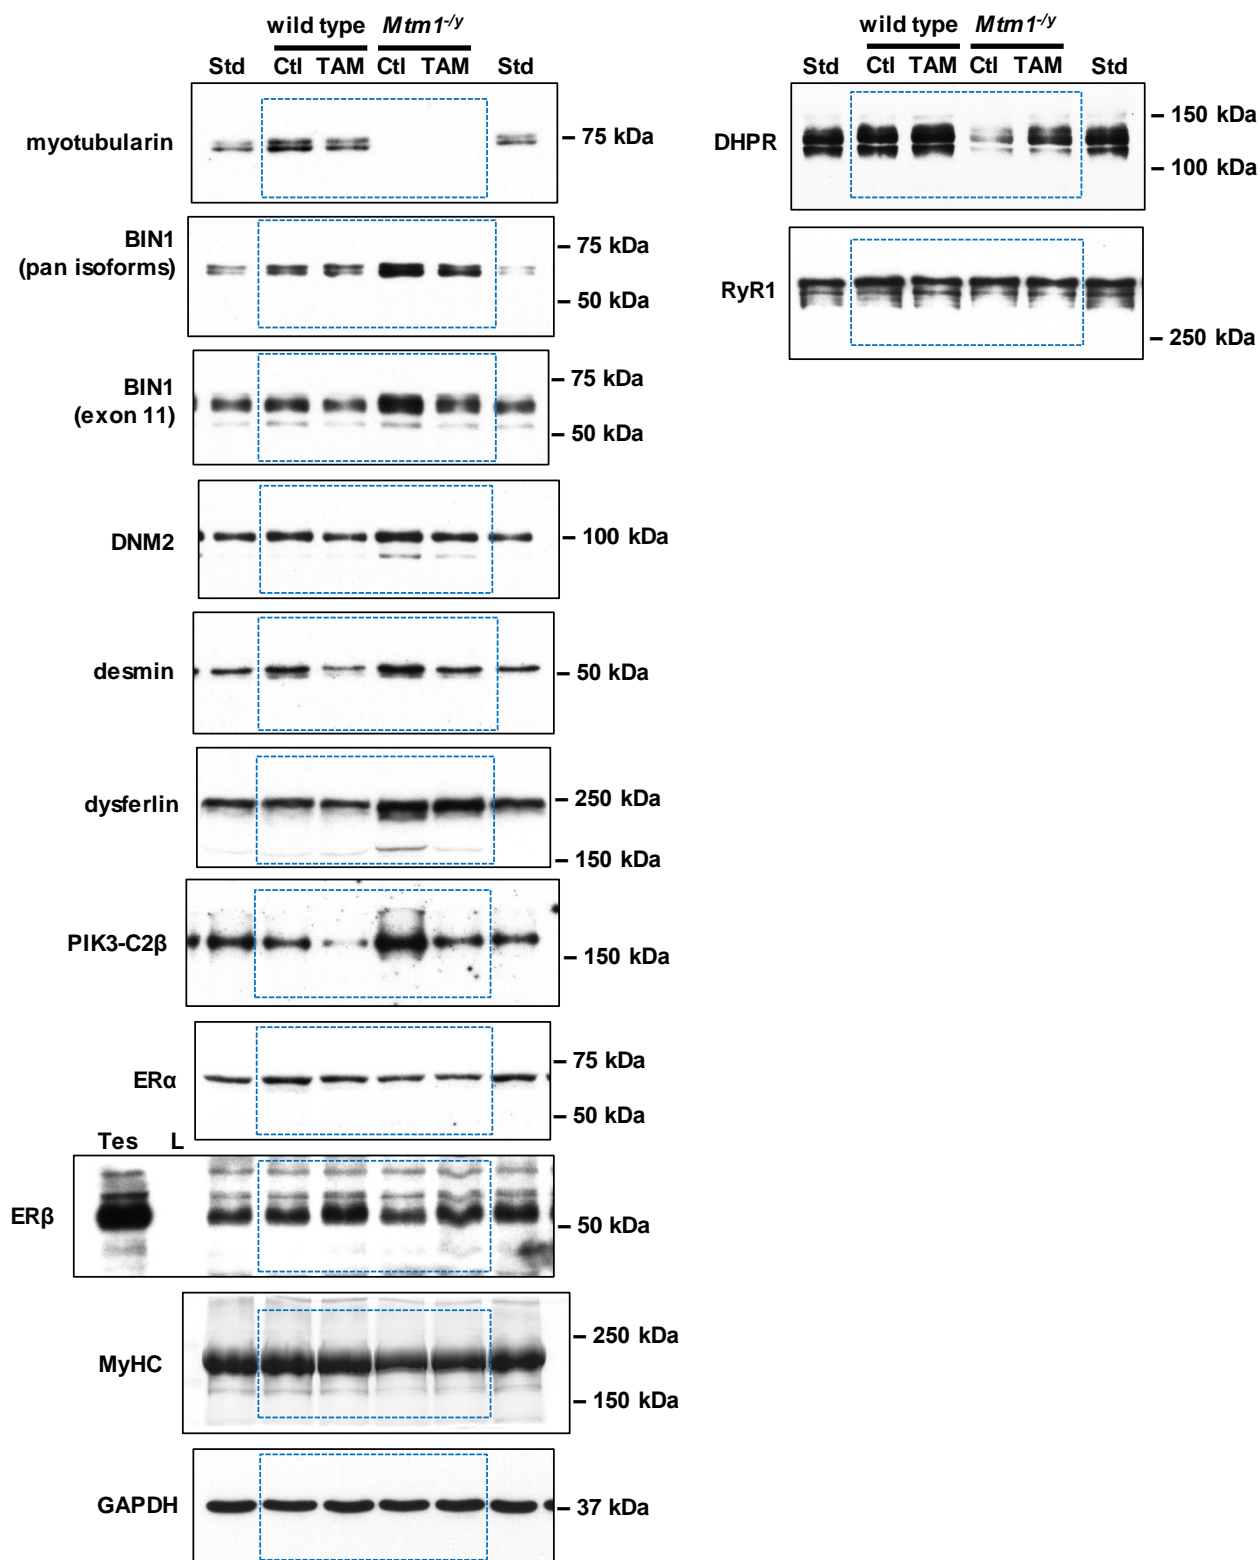 wild type Mtm1-/y
Std Ctl TAM Ctl TAM Std
myotubularin – 75 kDa
BIN1
(pan isoforms)
– 75 kDa
– 50 kDa
BIN1
(exon 11)
– 75 kDa
– 50 kDa
DNM2 – 100 kDa
desmin – 50 kDa
dysferlin
– 250 kDa
– 150 kDa
PIK3-C2β – 150 kDa
ERα
– 75 kDa
– 50 kDa
Tes L
ERβ – 50 kDa
MyHC
– 250 kDa
– 150 kDa
GAPDH – 37 kDa
wild type Mtm1-/y
Std Ctl TAM Ctl TAM Std
DHPR
– 150 kDa
– 100 kDa
RyR1
– 250 kDa